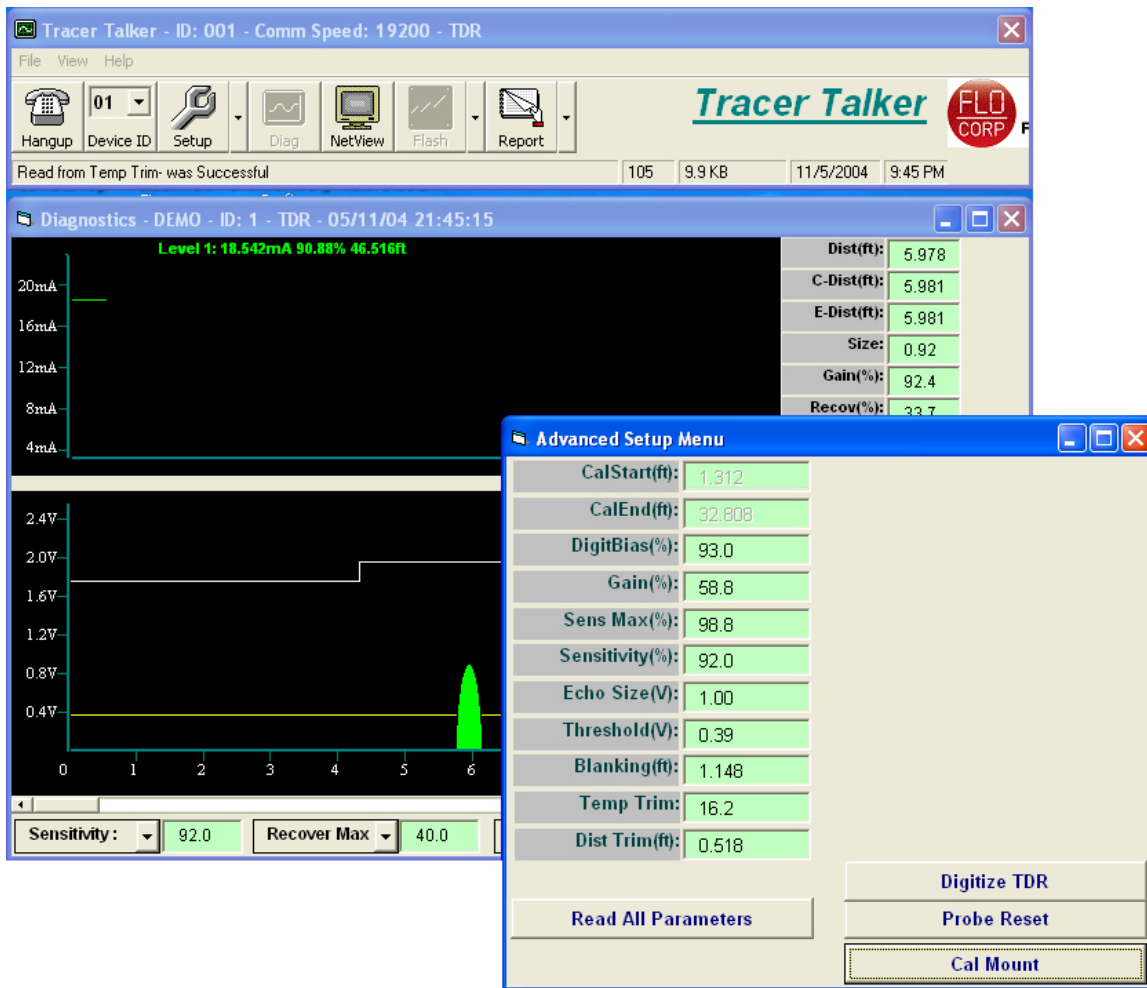 Tracer Talker - ID: 001 - Comm Speed: 19200 - TDR
File View Help
01
Hangup Device ID Setup Diag NetView Flash Report
Tracer Talker
FLO
CORP
F
Read from Temp Trim- was Successful 105 9.9 KB 11/5/2004 9:45 PM
Diagnostics - DEMO - ID: 1 - TDR - 05/11/04 21:45:15
Level 1: 18.542mA 90.88% 46.516ft
20mA
16mA
12mA
8mA
4mA
Dist(ft): 5.978
C-Dist(ft): 5.981
E-Dist(ft): 5.981
Size: 0.92
Gain(%): 92.4
Recov(%): 33.7
2.4V
2.0V
1.6V
1.2V
0.8V
0.4V
0 1 2 3 4 5 6
Sensitivity: 92.0 Recover Max 40.0
Advanced Setup Menu
CalStart(ft): 1.312
CalEnd(ft): 32.808
DigitBias(%): 93.0
Gain(%): 58.8
Sens Max(%): 98.8
Sensitivity(%): 92.0
Echo Size(V): 1.00
Threshold(V): 0.39
Blanking(ft): 1.148
Temp Trim: 16.2
Dist Trim(ft): 0.518
Digitize TDR
Read All Parameters Probe Reset
Cal Mount